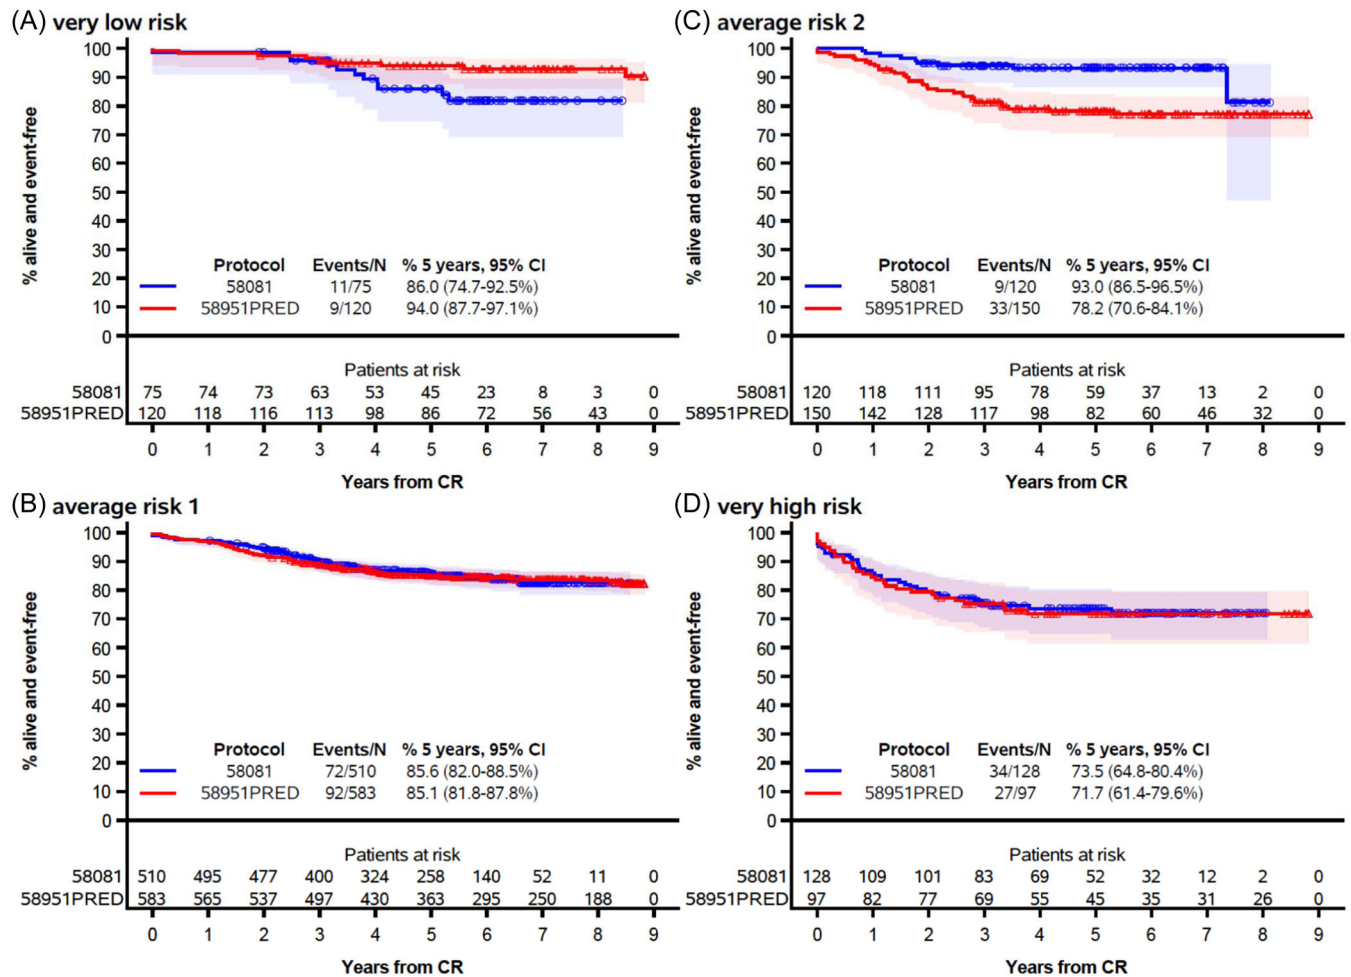 (A) very low risk
100
90
80
70
60
50
40
30
20
10
0
% alive and event-free
Protocol Events/N % 5 years, 95% CI
58081 11/75 86.0 (74.7-92.5%)
58951PRED 9/120 94.0 (87.7-97.1%)
Patients at risk
58081 75 74 73 63 53 45 23 8 3 0
58951PRED 120 118 116 113 98 86 72 56 43 0
0 1 2 3 4 5 6 7 8 9
Years from CR
(C) average risk 2
100
90
80
70
60
50
40
30
20
10
0
% alive and event-free
Protocol Events/N % 5 years, 95% CI
58081 9/120 93.0 (86.5-96.5%)
58951PRED 33/150 78.2 (70.6-84.1%)
Patients at risk
58081 120 118 111 95 78 59 37 13 2 0
58951PRED 150 142 128 117 98 82 60 46 32 0
0 1 2 3 4 5 6 7 8 9
Years from CR
(B) average risk 1
100
90
80
70
60
50
40
30
20
10
0
% alive and event-free
Protocol Events/N % 5 years, 95% CI
58081 72/510 85.6 (82.0-88.5%)
58951PRED 92/583 85.1 (81.8-87.8%)
Patients at risk
58081 510 495 477 400 324 258 140 52 11 0
58951PRED 583 565 537 497 430 363 295 250 188 0
0 1 2 3 4 5 6 7 8 9
Years from CR
(D) very high risk
100
90
80
70
60
50
40
30
20
10
0
% alive and event-free
Protocol Events/N % 5 years, 95% CI
58081 34/128 73.5 (64.8-80.4%)
58951PRED 27/97 71.7 (61.4-79.6%)
Patients at risk
58081 128 109 101 83 69 52 32 12 2 0
58951PRED 97 82 77 69 55 45 35 31 26 0
0 1 2 3 4 5 6 7 8 9
Years from CR